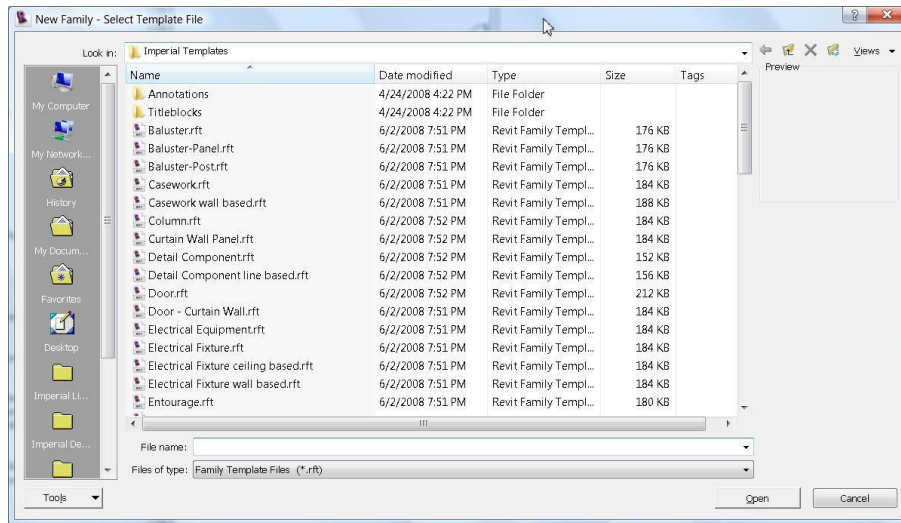 New Family - Select Template File
Look in: Imperial Templates Views
Preview
Name Date modified Type Size Tags
Annotations 4/24/2008 4:22 PM File Folder
Titleblocks 4/24/2008 4:22 PM File Folder
Baluster.rft 6/2/2008 7:51 PM Revit Family Templ... 176 KB
Baluster-Panel.rft 6/2/2008 7:51 PM Revit Family Templ... 176 KB
Baluster-Post.rft 6/2/2008 7:51 PM Revit Family Templ... 176 KB
Casework.rft 6/2/2008 7:51 PM Revit Family Templ... 184 KB
Casework wall based.rft 6/2/2008 7:51 PM Revit Family Templ... 188 KB
Column.rft 6/2/2008 7:52 PM Revit Family Templ... 184 KB
Curtain Wall Panel.rft 6/2/2008 7:52 PM Revit Family Templ... 184 KB
Detail Component.rft 6/2/2008 7:52 PM Revit Family Templ... 152 KB
Detail Component line based.rft 6/2/2008 7:52 PM Revit Family Templ... 156 KB
Door.rft 6/2/2008 7:52 PM Revit Family Templ... 212 KB
Door - Curtain Wall.rft 6/2/2008 7:52 PM Revit Family Templ... 184 KB
Electrical Equipment.rft 6/2/2008 7:51 PM Revit Family Templ... 184 KB
Electrical Fixture.rft 6/2/2008 7:51 PM Revit Family Templ... 184 KB
Electrical Fixture ceiling based.rft 6/2/2008 7:51 PM Revit Family Templ... 184 KB
Electrical Fixture wall based.rft 6/2/2008 7:51 PM Revit Family Templ... 184 KB
Entourage.rft 6/2/2008 7:51 PM Revit Family Templ... 180 KB
My Computer
My Network...
History
My Docum...
Favorites
Desktop
Imperial Li...
Imperial De...
File name:
Files of type: Family Template Files (*.rft)
Tools Open Cancel